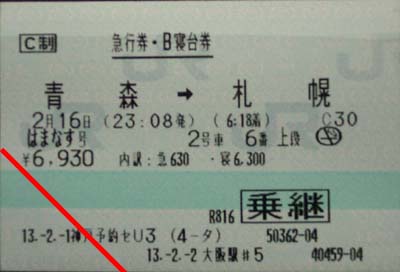 C制 急行券・B寝台券
青森 → 札幌
2月16日 (23:08発) (6:18着) C30
はまなす号 2号車 6番 上段
¥6,930 内訳:急630 ・寝6,300
R816 乗継
13.-2.-1神戸予約セU3 (4-タ) 50362-04
13.-2.-2大阪駅#5 40459-04